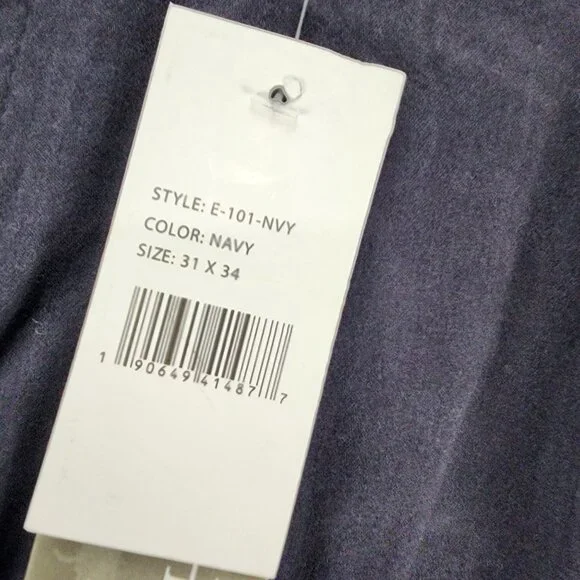 STYLE: E-101-NVY
COLOR: NAVY
SIZE: 31 X 34
1 90649 41487 7